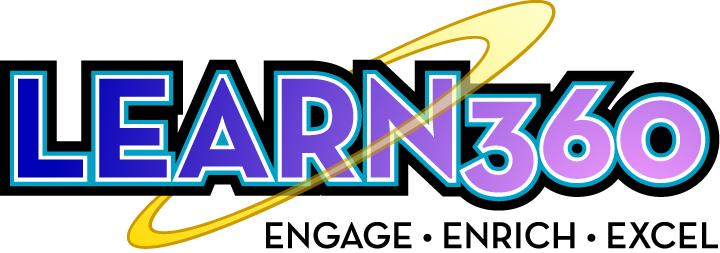 LEARN360
ENGAGE • ENRICH • EXCEL